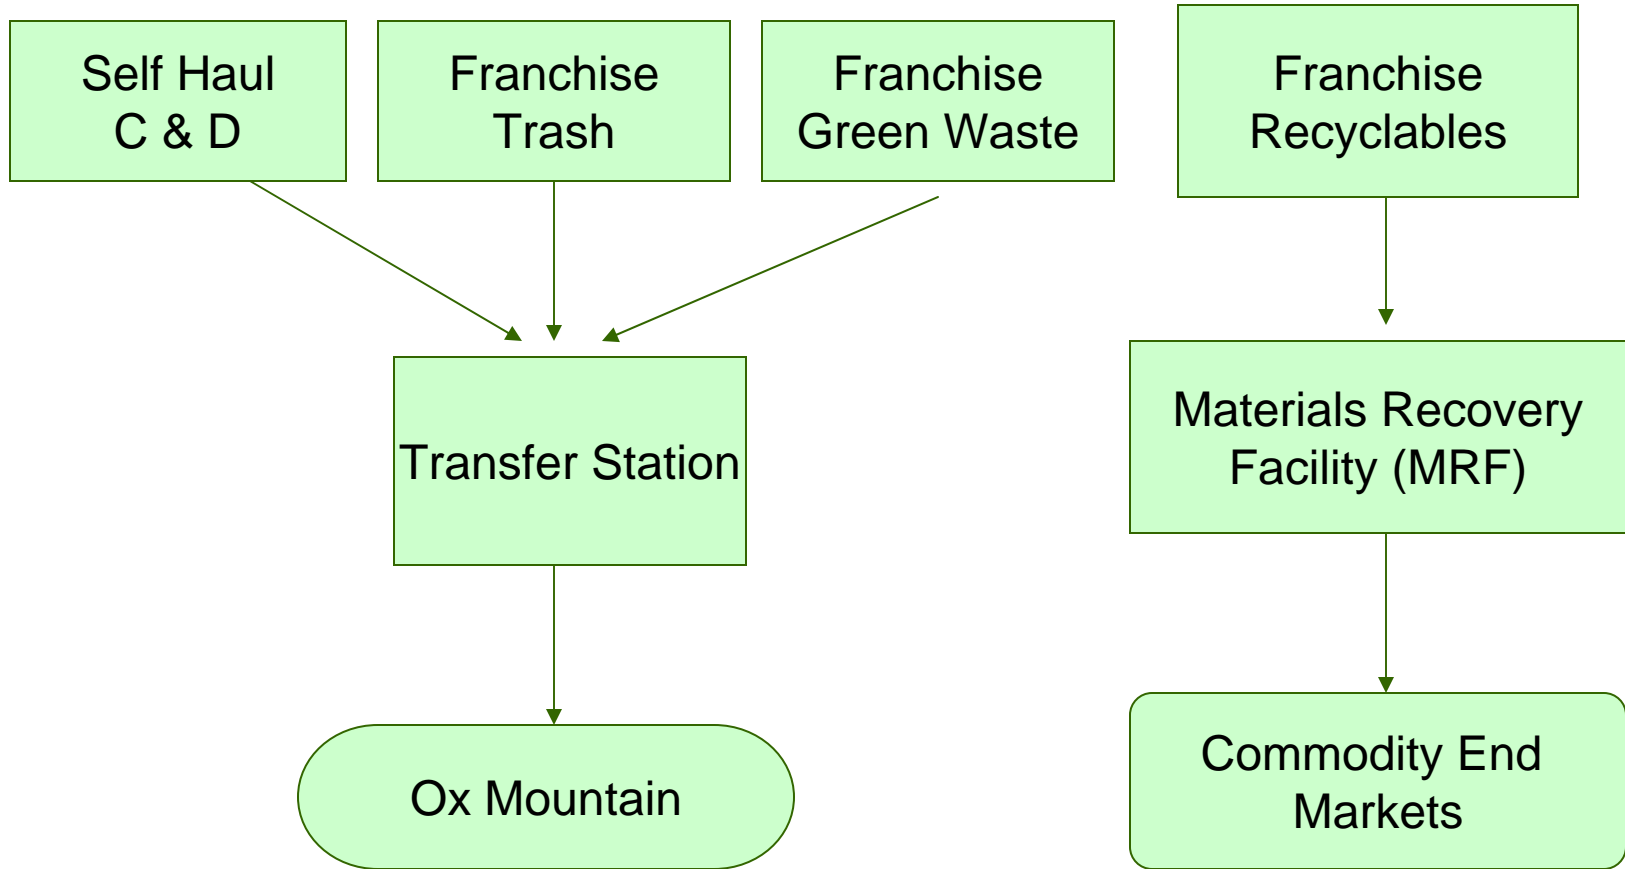 Self Haul
C & D
Franchise
Trash
Franchise
Green Waste
Franchise
Recyclables
Transfer Station
Materials Recovery
Facility (MRF)
Ox Mountain
Commodity End
Markets